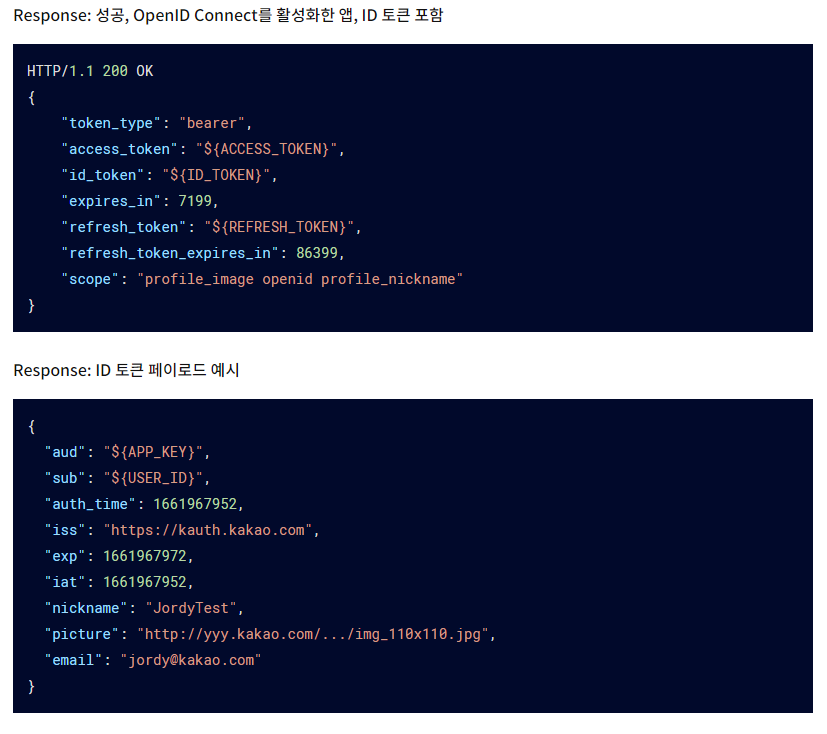 Response: 성공, OpenID Connect를 활성화한 앱, ID 토큰 포함
HTTP/1.1 200 OK
{
    "token_type": "bearer",
    "access_token": "${ACCESS_TOKEN}",
    "id_token": "${ID_TOKEN}",
    "expires_in": 7199,
    "refresh_token": "${REFRESH_TOKEN}",
    "refresh_token_expires_in": 86399,
    "scope": "profile_image openid profile_nickname"
}
Response: ID 토큰 페이로드 예시
{
  "aud": "${APP_KEY}",
  "sub": "${USER_ID}",
  "auth_time": 1661967952,
  "iss": "https://kauth.kakao.com",
  "exp": 1661967972,
  "iat": 1661967952,
  "nickname": "JordyTest",
  "picture": "http://yyy.kakao.com/.../img_110x110.jpg",
  "email": "jordy@kakao.com"
}